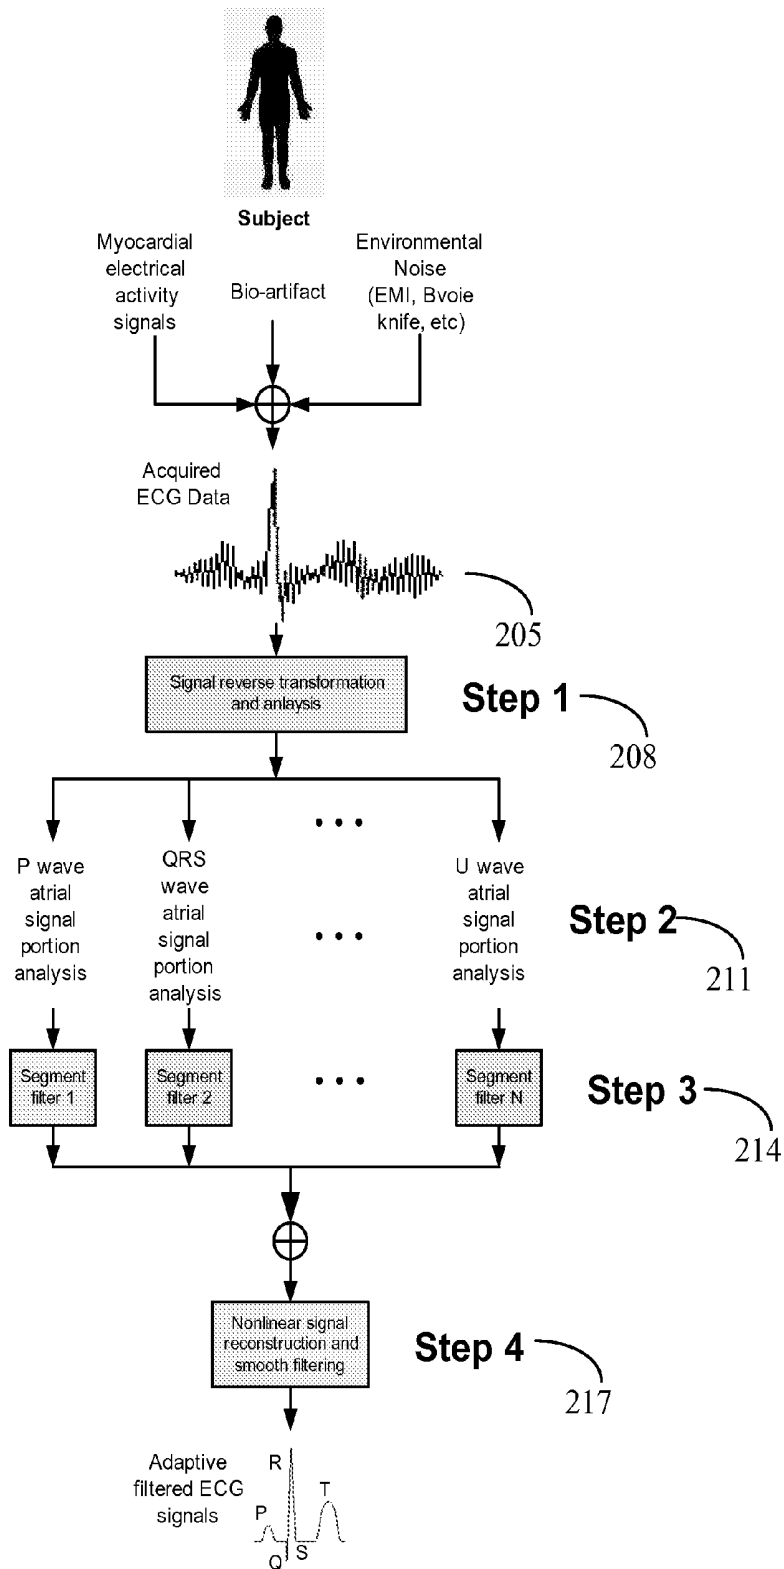 Subject
Myocardial
electrical
activity
signals
Bio-artifact
Environmental
Noise
(EMI, Bvoie
knife, etc)
Acquired
ECG Data
205
Signal reverse transformation
and anlaysis
Step 1
208
P wave
atrial
signal
portion
analysis
QRS
wave
atrial
signal
portion
analysis
U wave
atrial
signal
portion
analysis
Step 2
211
Segment
filter 1
Segment
filter 2
Segment
filter N
Step 3
214
Nonlinear signal
reconstruction and
smooth filtering
Step 4
217
Adaptive
filtered ECG
signals
R
T
P
S
Q